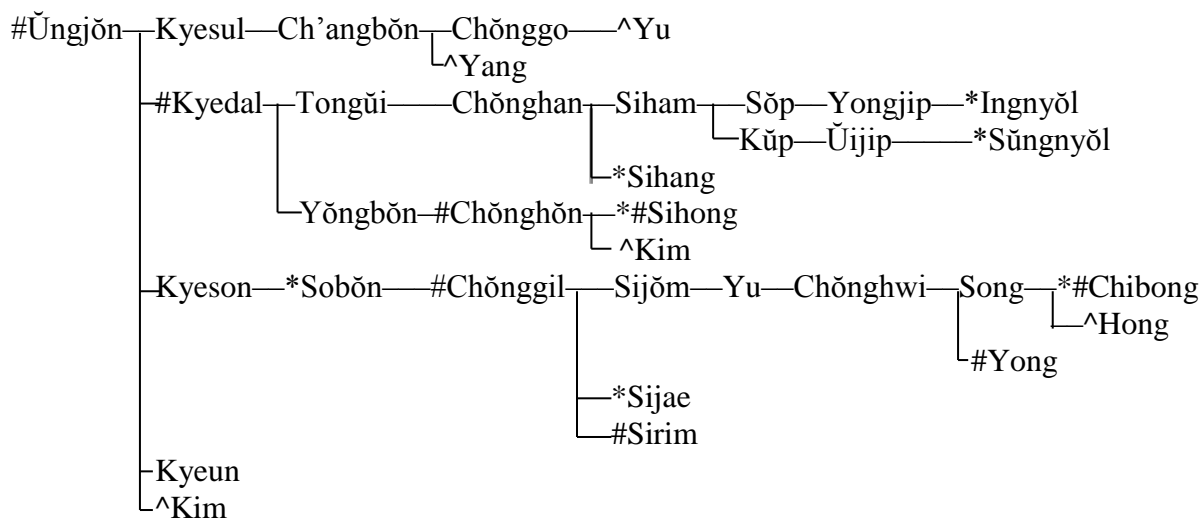 #Ŭngjŏn Kyesul Ch’angbŏn Chŏnggo ^Yu
^Yang
#Kyedal Tongŭi Chŏnghan Siham Sŏp Yongjip *Ingnyŏl
Kŭp Ŭijip *Sŭngnyŏl
*Sihang
Yŏngbŏn #Chŏnghŏn *#Sihong
^Kim
Kyeson *Sobŏn #Chŏnggil Sijŏm Yu Chŏnghwi Song *#Chibong
^Hong
#Yong
*Sijae
#Sirim
Kyeun
^Kim